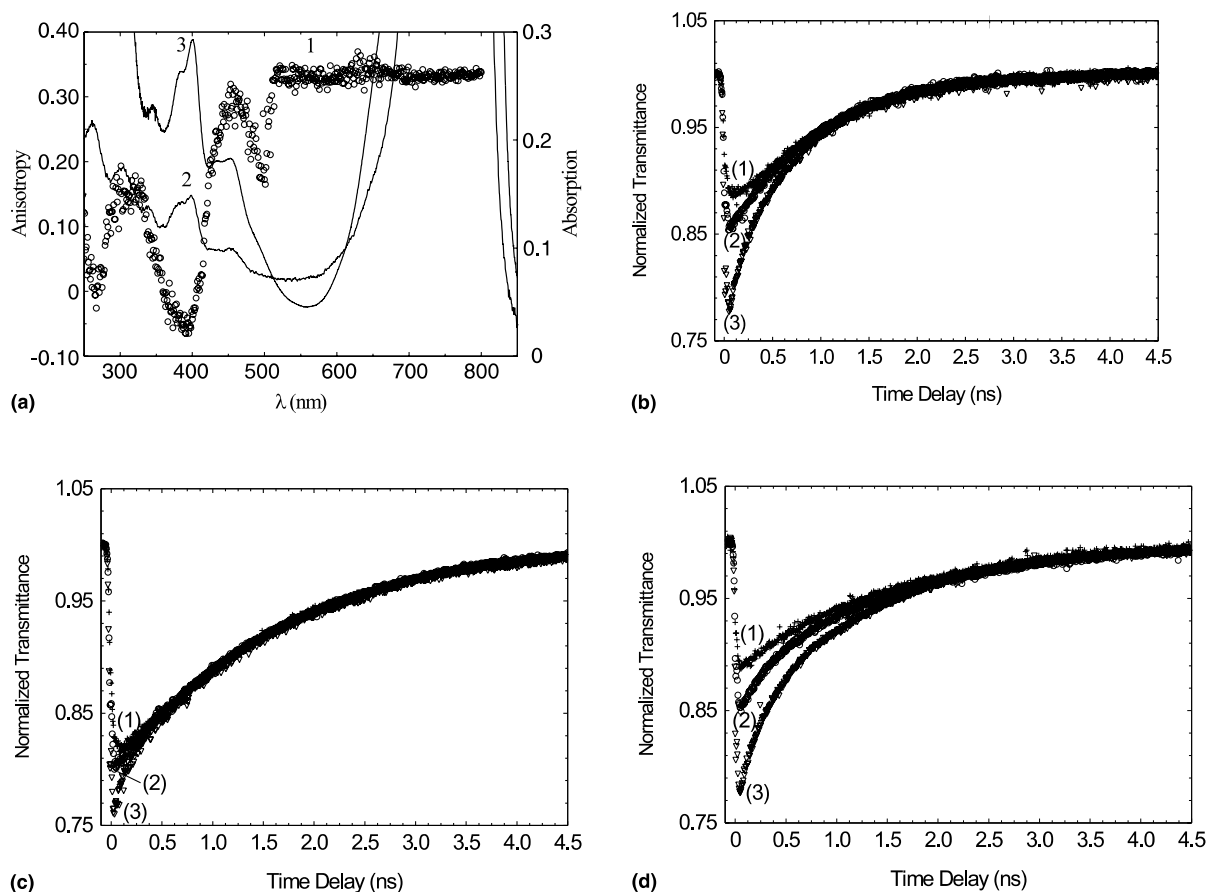 0.40
0.30
0.20
0.10
0
-0.10
Anisotropy
3
1
2
0.3
0.2
0.1
0
Absorption
300 400 500 600 700 800
λ (nm)
(a)
1.05
0.95
0.85
0.75
Normalized Transmittance
(1)
(2)
(3)
0 0.5 1.0 1.5 2.0 2.5 3.0 3.5 4.0 4.5
Time Delay (ns)
(b)
1.05
0.95
0.85
0.75
Normalized Transmittance
(1)
(2)
(3)
0 0.5 1.0 1.5 2.0 2.5 3.0 3.5 4.0 4.5
Time Delay (ns)
(c)
1.05
0.95
0.85
0.75
Normalized Transmittance
(1)
(2)
(3)
0 0.5 1.0 1.5 2.0 2.5 3.0 3.5 4.0 4.5
Time Delay (ns)
(d)